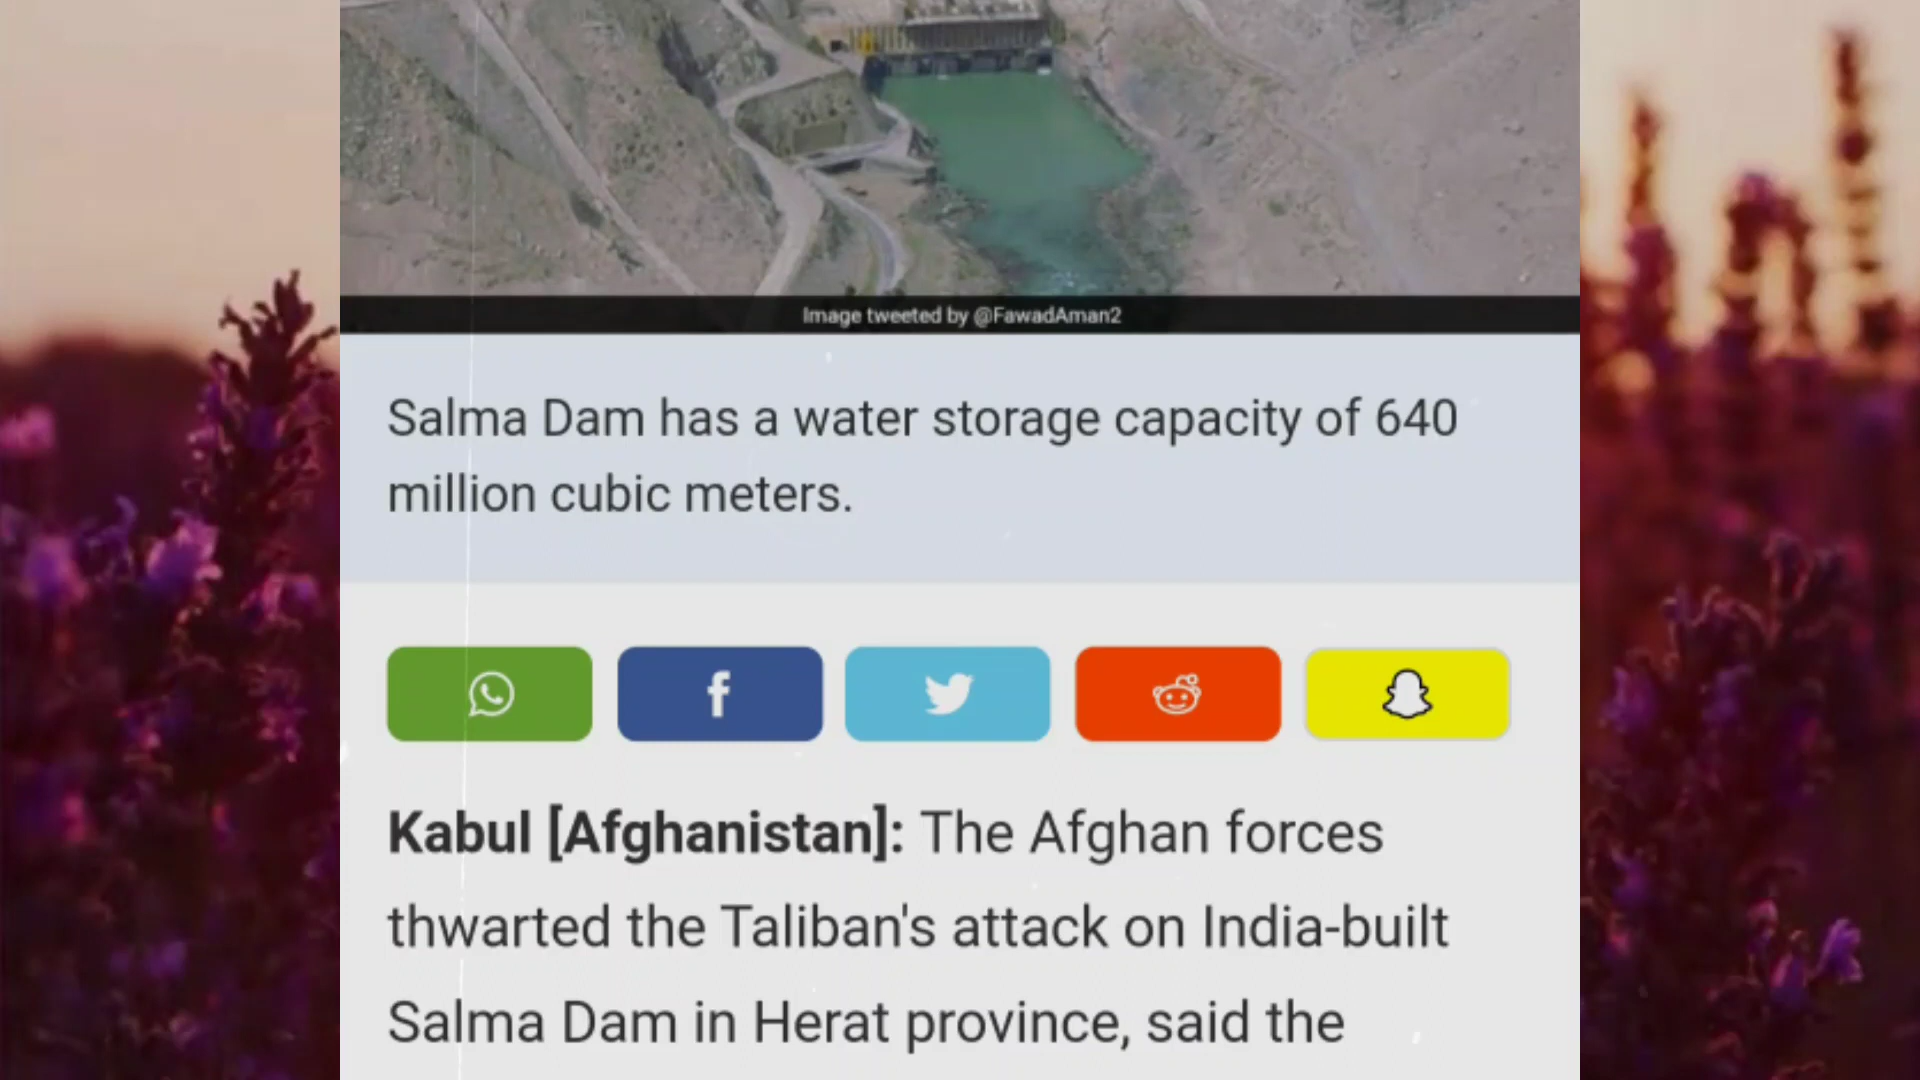 Image tweeted by @FawadAman2
Salma Dam has a water storage capacity of 640
million cubic meters.
Kabul [Afghanistan]: The Afghan forces
thwarted the Taliban's attack on India-built
Salma Dam in Herat province, said the